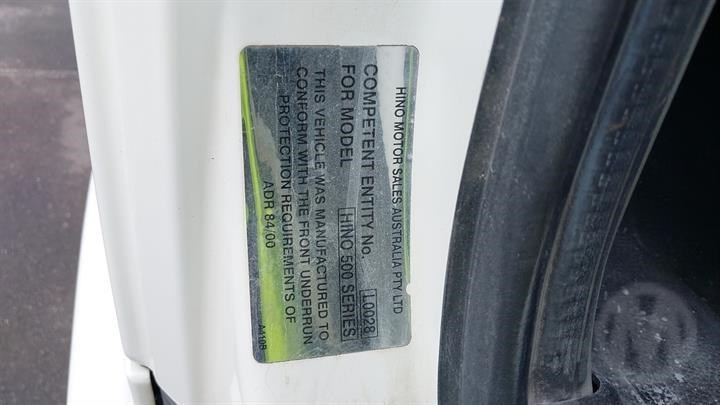 HINO MOTOR SALES AUSTRALIA PTY LTD
COMPETENT ENTITY No. L0028
FOR MODEL HINO 500 SERIES
THIS VEHICLE WAS MANUFACTURED TO
CONFORM WITH THE FRONT UNDERRUN
PROTECTION REQUIREMENTS OF
ADR 84/00